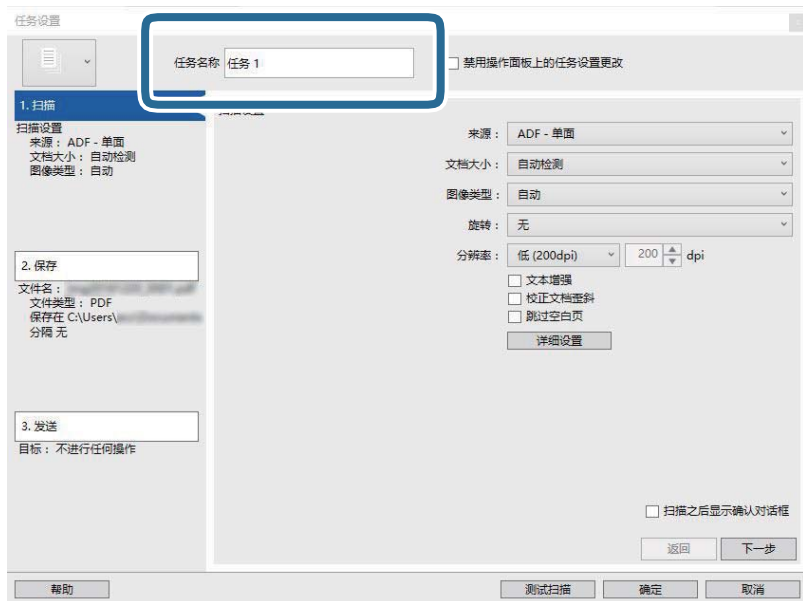 任务设置
任务名称 任务 1
禁用操作面板上的任务设置更改
1. 扫描
扫描设置
来源： ADF - 单面
文档大小： 自动检测
图像类型： 自动
2. 保存
文件名：
文件类型： PDF
保存在 C:\Users\
分隔 无
3. 发送
目标： 不进行任何操作
扫描设置
来源： ADF - 单面
文档大小： 自动检测
图像类型： 自动
旋转： 无
分辨率： 低 (200dpi) 200 dpi
文本增强
校正文档歪斜
跳过空白页
详细设置
扫描之后显示确认对话框
返回 下一步
帮助 测试扫描 确定 取消